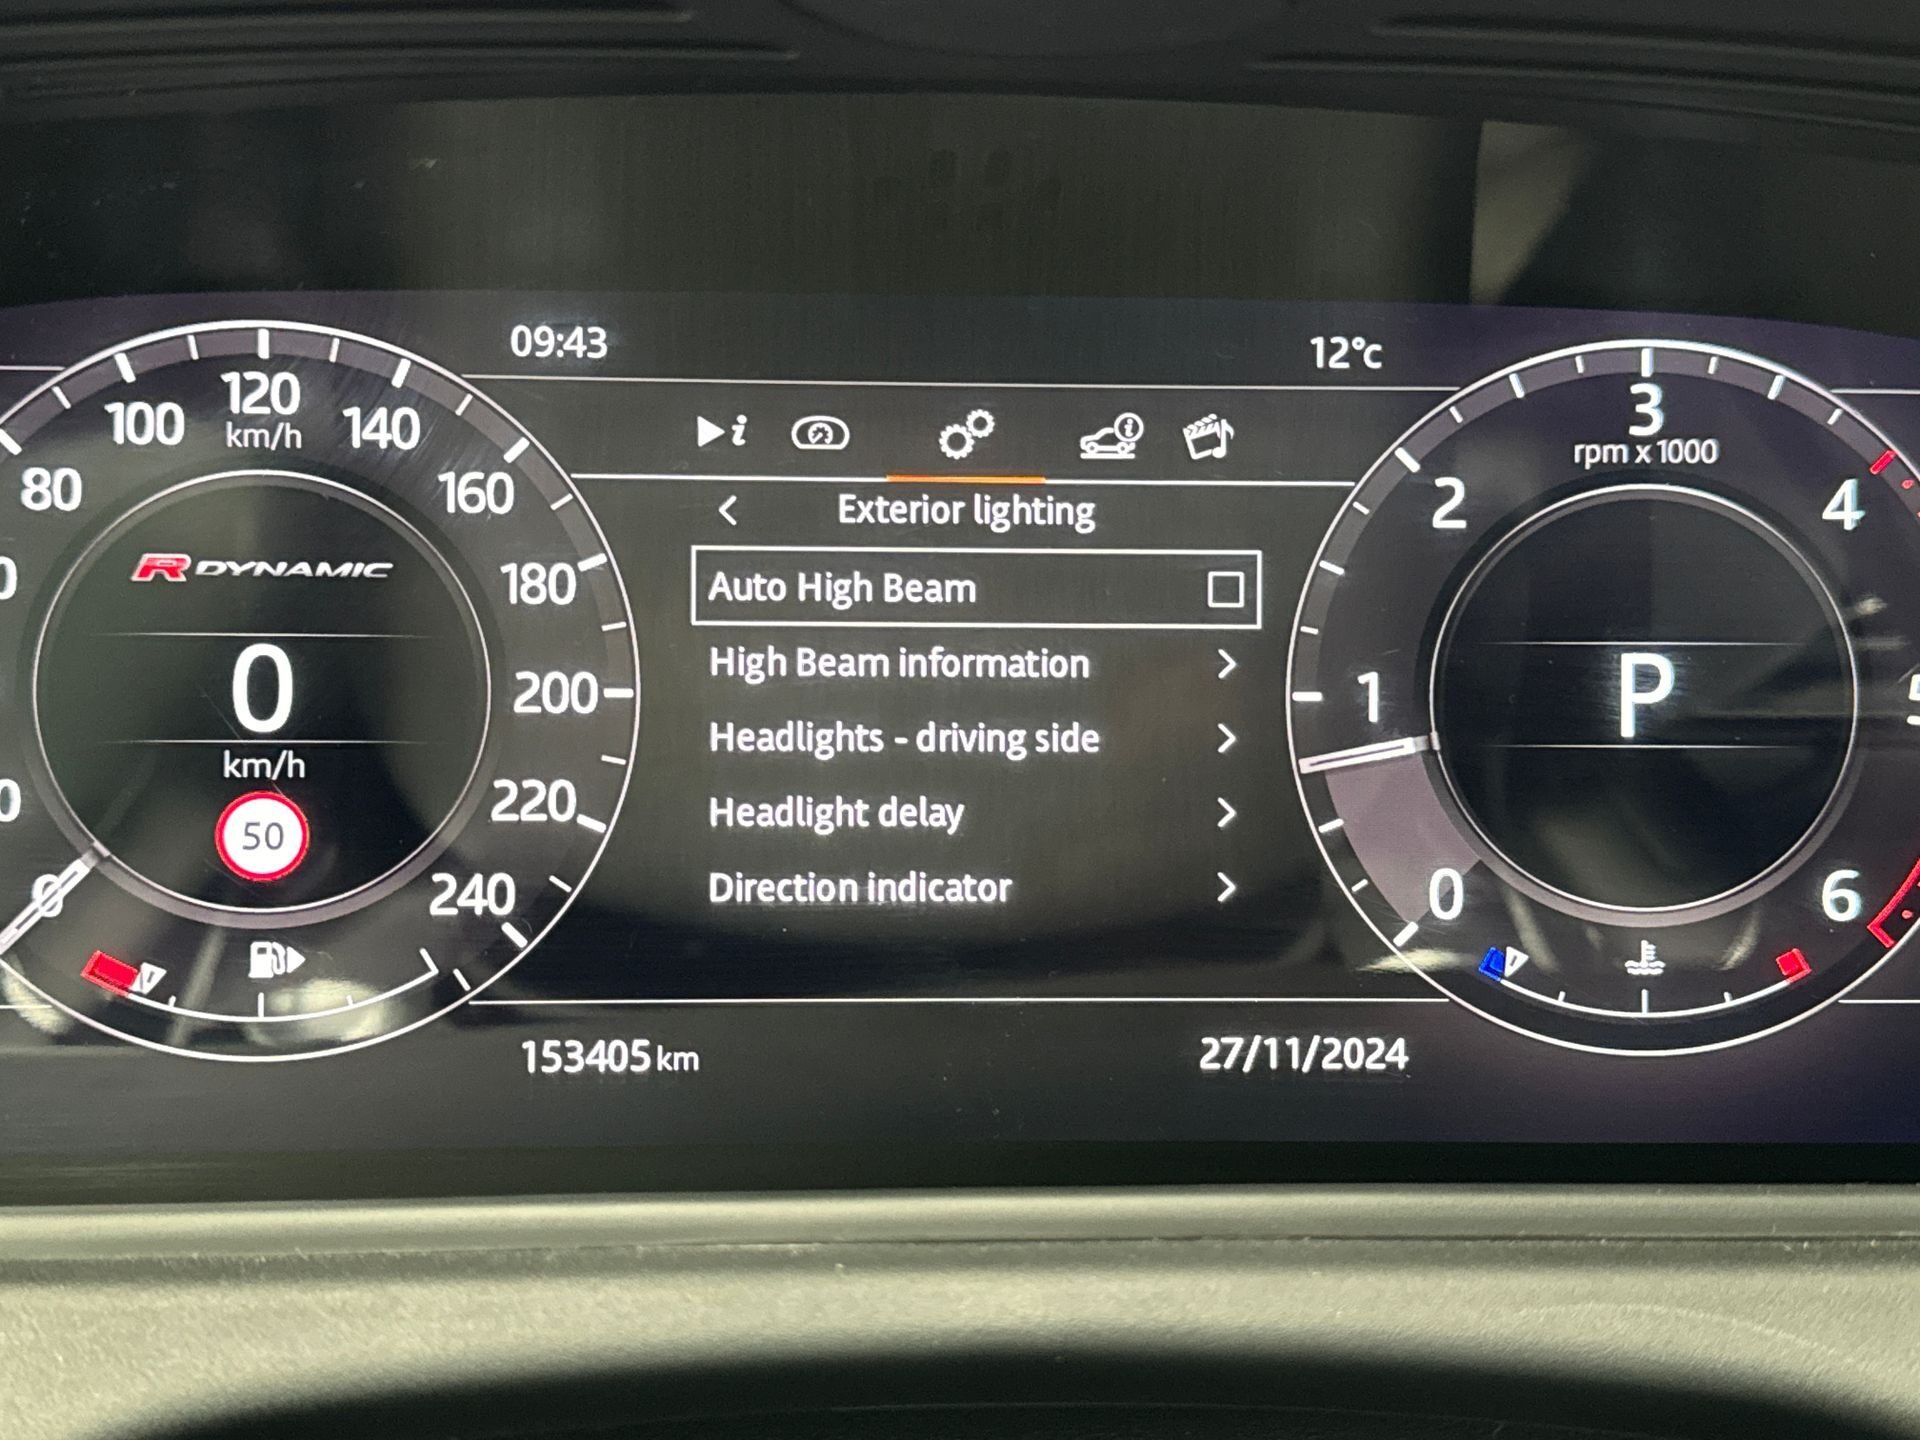 09:43
12°C
i
Exterior lighting
Auto High Beam
High Beam information
Headlights - driving side
Headlight delay
Direction indicator
0
80
100
120
km/h
140
160
180
200
220
240
R DYNAMIC
0
km/h
50
0
1
2
3
rpm x 1000
4
6
P
153405 km
27/11/2024